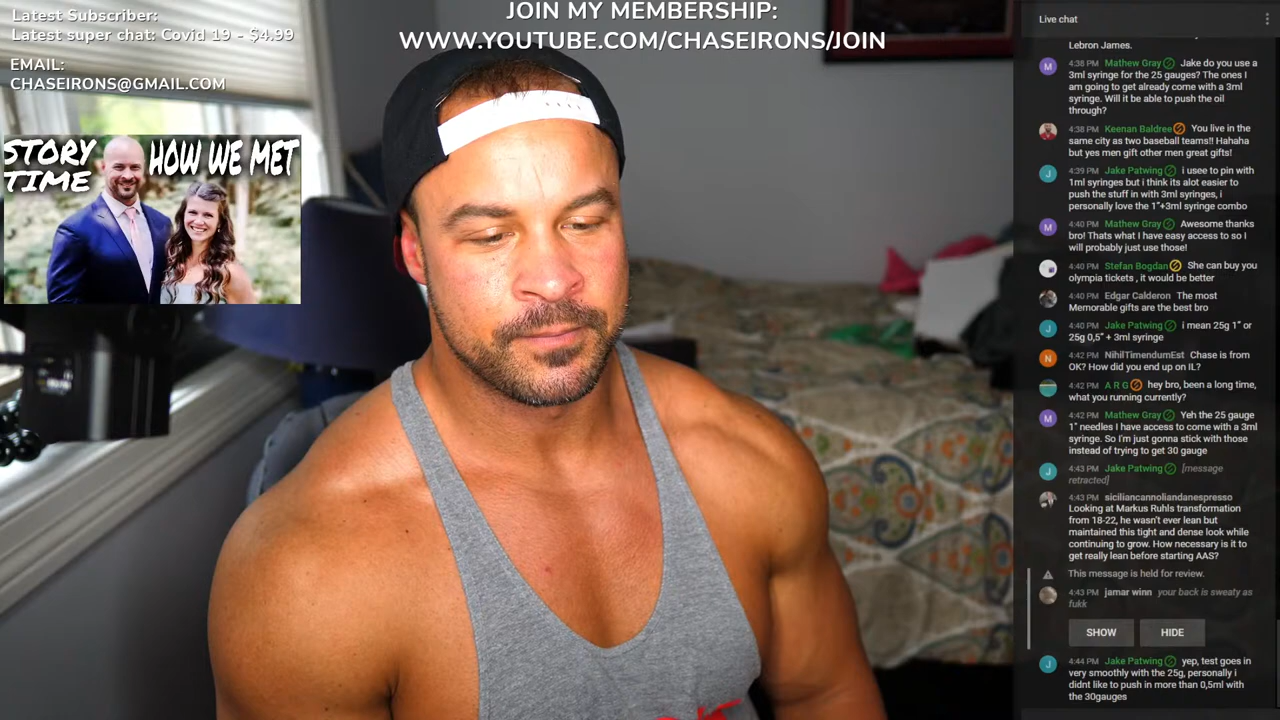 Latest Subscriber:
Latest super chat: Covid 19 - $4.99
EMAIL:
CHASEIRONS@GMAIL.COM
JOIN MY MEMBERSHIP:
WWW.YOUTUBE.COM/CHASEIRONS/JOIN
STORY TIME
HOW WE MET
Live chat
Lebron James.
4:38 PM Mathew Gray Jake do you use a
3ml syringe for the 25 gauges? The ones I
am going to get already come with a 3ml
syringe. Will it be able to push the oil
through?
4:38 PM Keenan Baldree You live in the
same city as two baseball teams!! Hahaha
but yes men gift other men great gifts!
4:39 PM Jake Patwing i usee to pin with
1ml syringes but i think its alot easier to
push the stuff in with 3ml syringes, i
personally love the 1"+3ml syringe combo
4:40 PM Mathew Gray Awesome thanks
bro! Thats what I have easy access to so I
will probably just use those!
4:40 PM Stefan Bogdan She can buy you
olympia tickets , it would be better
4:40 PM Edgar Calderon The most
Memorable gifts are the best bro
4:40 PM Jake Patwing i mean 25g 1" or
25g 0,5" + 3ml syringe
4:42 PM NihilTimendumEst Chase is from
OK? How did you end up on IL?
4:42 PM A R G hey bro, been a long time,
what you running currently?
4:42 PM Mathew Gray Yeh the 25 gauge
1" needles I have access to come with a 3ml
syringe. So I'm just gonna stick with those
instead of trying to get 30 gauge
4:43 PM Jake Patwing [message
retracted]
4:43 PM siciliancannoliandanespresso
Looking at Markus Ruhls transformation
from 18-22, he wasn't ever lean but
maintained this tight and dense look while
continuing to grow. How necessary is it to
get really lean before starting AAS?
This message is held for review.
4:43 PM jamar winn your back is sweaty as
fukk
SHOW HIDE
4:44 PM Jake Patwing yep, test goes in
very smoothly with the 25g, personally i
didnt like to push in more than 0,5ml with
the 30gauges